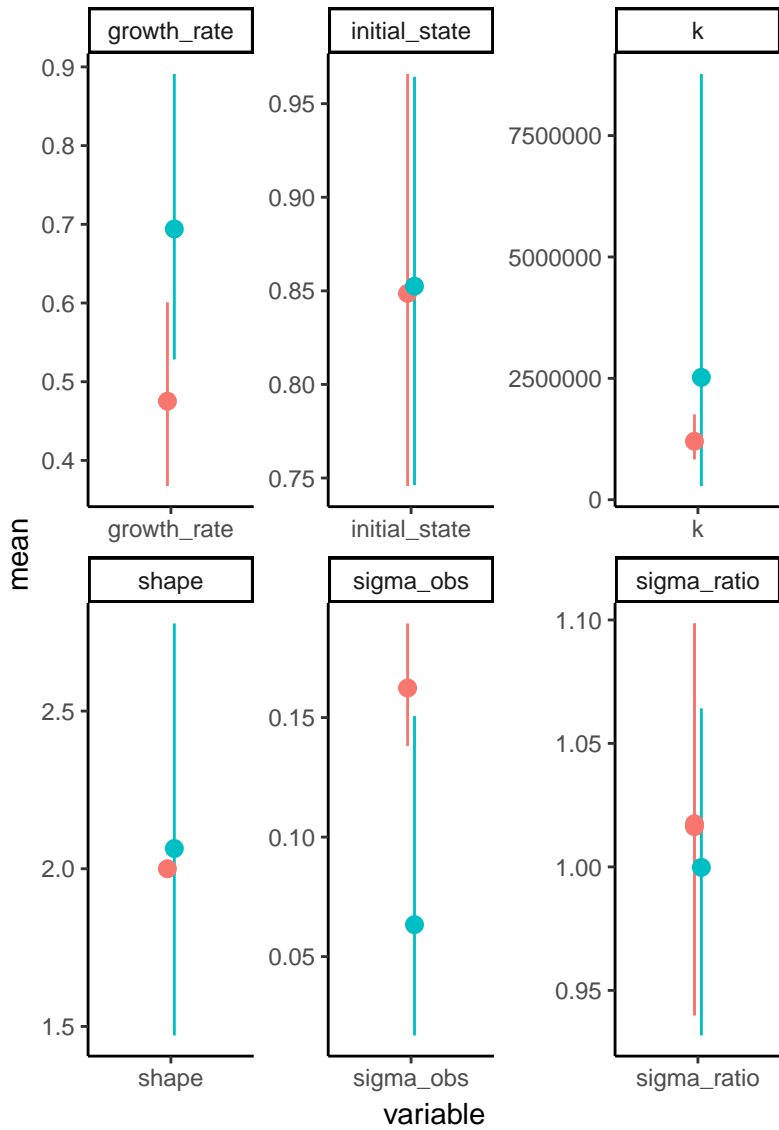 growth_rate
initial_state
k
0.9
0.8
0.7
0.6
0.5
0.4
0.95
0.90
0.85
0.80
0.75
7500000
5000000
2500000
0
growth_rate
initial_state
k
mean
shape
sigma_obs
sigma_ratio
2.5
2.0
1.5
0.15
0.10
0.05
1.10
1.05
1.00
0.95
shape
sigma_obs
sigma_ratio
variable